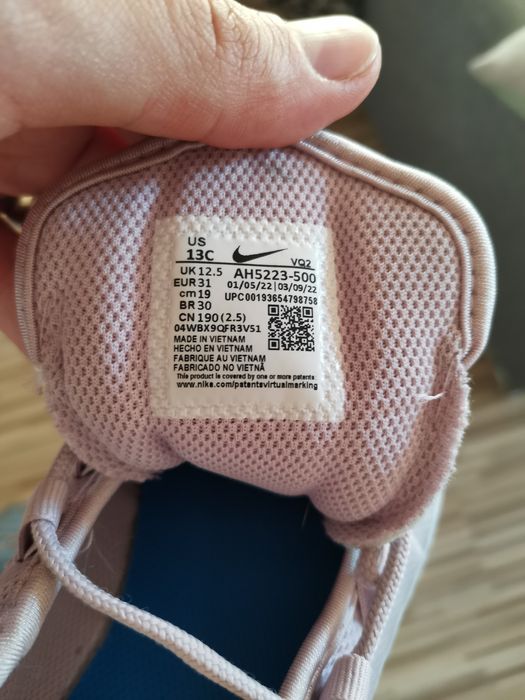 US
13C
VQ2
UK 12.5 AH5223-500
EUR 31 01/05/22 | 03/09/22
cm 19 UPC00193654798758
BR 30
CN 190 (2.5)
04WBX9QFR3V51
MADE IN VIETNAM
HECHO EN VIETNAM
FABRIQUE AU VIETNAM
FABRICADO NO VIETNÃ
This product is covered by one or more patents
www.nike.com/patentsvirtualmarking